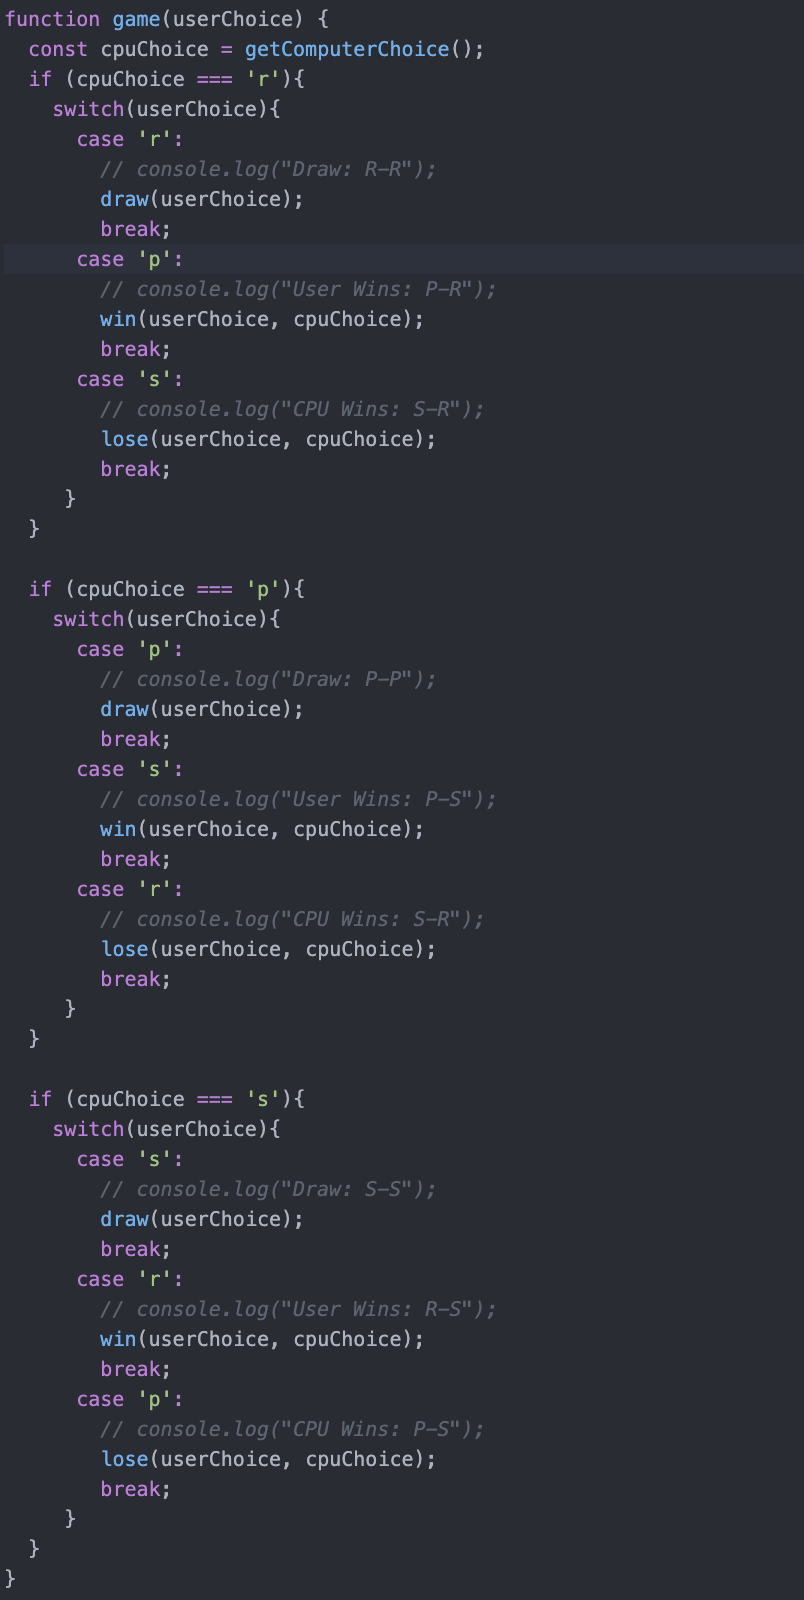 function game(userChoice) {
  const cpuChoice = getComputerChoice();
  if (cpuChoice === 'r'){
    switch(userChoice){
      case 'r':
        // console.log("Draw: R-R");
        draw(userChoice);
        break;
      case 'p':
        // console.log("User Wins: P-R");
        win(userChoice, cpuChoice);
        break;
      case 's':
        // console.log("CPU Wins: S-R");
        lose(userChoice, cpuChoice);
        break;
     }
  }

  if (cpuChoice === 'p'){
    switch(userChoice){
      case 'p':
        // console.log("Draw: P-P");
        draw(userChoice);
        break;
      case 's':
        // console.log("User Wins: P-S");
        win(userChoice, cpuChoice);
        break;
      case 'r':
        // console.log("CPU Wins: S-R");
        lose(userChoice, cpuChoice);
        break;
     }
  }

  if (cpuChoice === 's'){
    switch(userChoice){
      case 's':
        // console.log("Draw: S-S");
        draw(userChoice);
        break;
      case 'r':
        // console.log("User Wins: R-S");
        win(userChoice, cpuChoice);
        break;
      case 'p':
        // console.log("CPU Wins: P-S");
        lose(userChoice, cpuChoice);
        break;
     }
  }
}